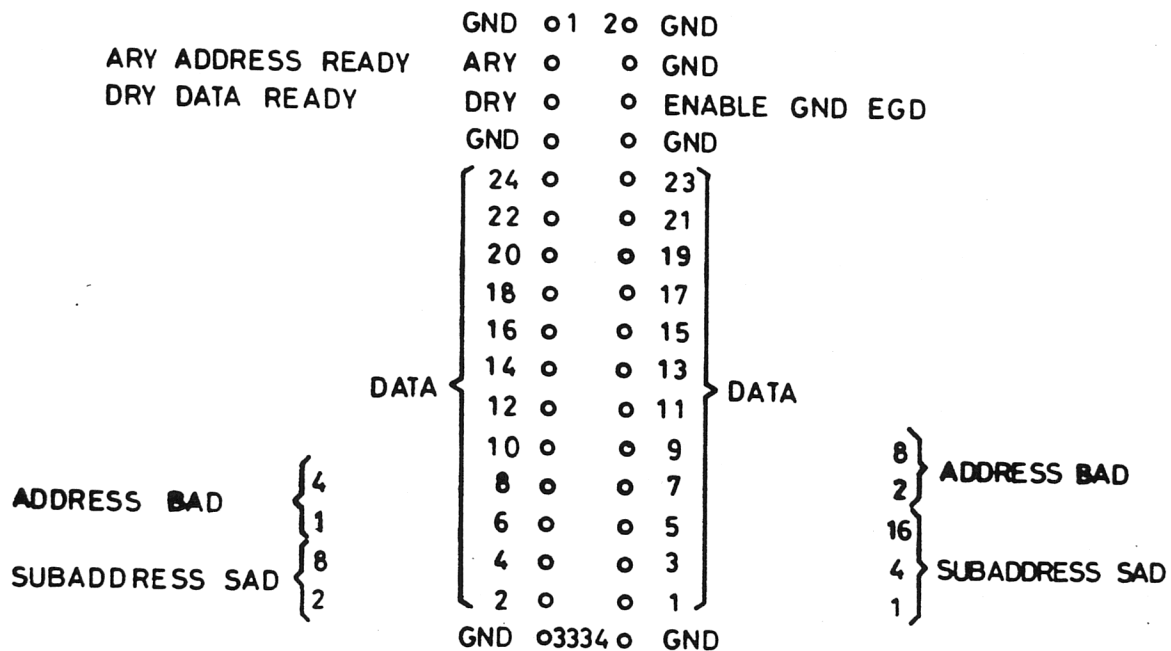 GND 1 2 GND
ARY ADDRESS READY ARY GND
DRY DATA READY DRY ENABLE GND EGD
GND GND
24 23
22 21
20 19
18 17
16 15
14 13
DATA DATA
12 11
10 9 8
ADDRESS BAD
4 8 7 2
ADDRESS BAD
1 6 5 16
8 4 3 4
SUBADDRESS SAD SUBADDRESS SAD
2 2 1 1
GND 33 34 GND